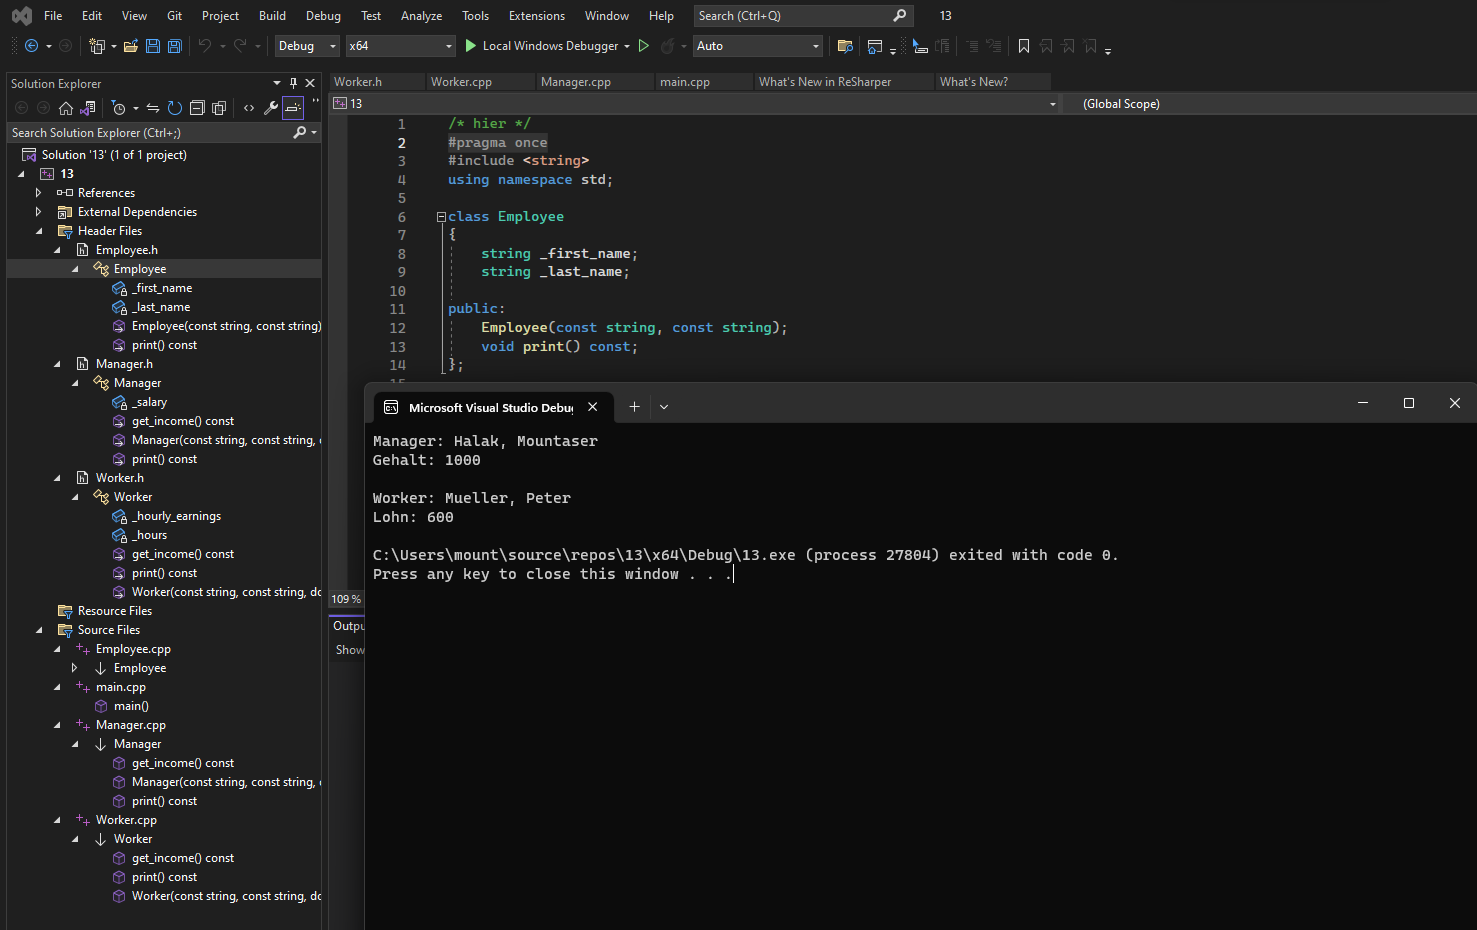 File Edit View Git Project Build Debug Test Analyze Tools Extensions Window Help Search (Ctrl+Q) 13
Debug x64 Local Windows Debugger Auto
Solution Explorer
Search Solution Explorer (Ctrl+;)
Solution '13' (1 of 1 project)
13
References
External Dependencies
Header Files
Employee.h
Employee
_first_name
_last_name
Employee(const string, const string)
print() const
Manager.h
Manager
_salary
get_income() const
Manager(const string, const string,
print() const
Worker.h
Worker
_hourly_earnings
_hours
get_income() const
print() const
Worker(const string, const string, do
Resource Files
Source Files
Employee.cpp
Employee
main.cpp
main()
Manager.cpp
Manager
get_income() const
Manager(const string, const string,
print() const
Worker.cpp
Worker
get_income() const
print() const
Worker(const string, const string, do
Worker.h Worker.cpp Manager.cpp main.cpp What's New in ReSharper What's New?
13 (Global Scope)
1 /* hier */
2 #pragma once
3 #include <string>
4 using namespace std;
5
6 class Employee
7 {
8 string _first_name;
9 string _last_name;
10
11 public:
12 Employee(const string, const string);
13 void print() const;
14 };
109 %
Outpu
Show
Microsoft Visual Studio Debug
Manager: Halak, Mountaser
Gehalt: 1000
Worker: Mueller, Peter
Lohn: 600
C:\Users\mount\source\repos\13\x64\Debug\13.exe (process 27804) exited with code 0.
Press any key to close this window . . .